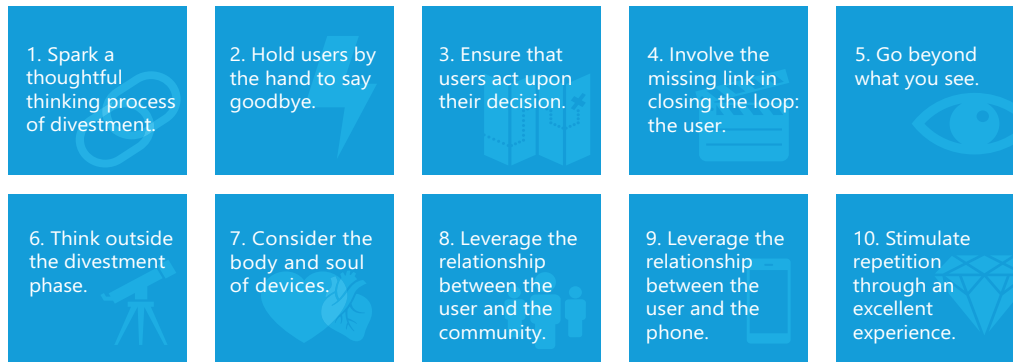 1. Spark a
thoughtful
thinking process
of divestment.
2. Hold users by
the hand to say
goodbye.
3. Ensure that
users act upon
their decision.
4. Involve the
missing link in
closing the loop:
the user.
5. Go beyond
what you see.
6. Think outside
the divestment
phase.
7. Consider the
body and soul
of devices.
8. Leverage the
relationship
between the
user and the
community.
9. Leverage the
relationship
between the
user and the
phone.
10. Stimulate
repetition
through an
excellent
experience.